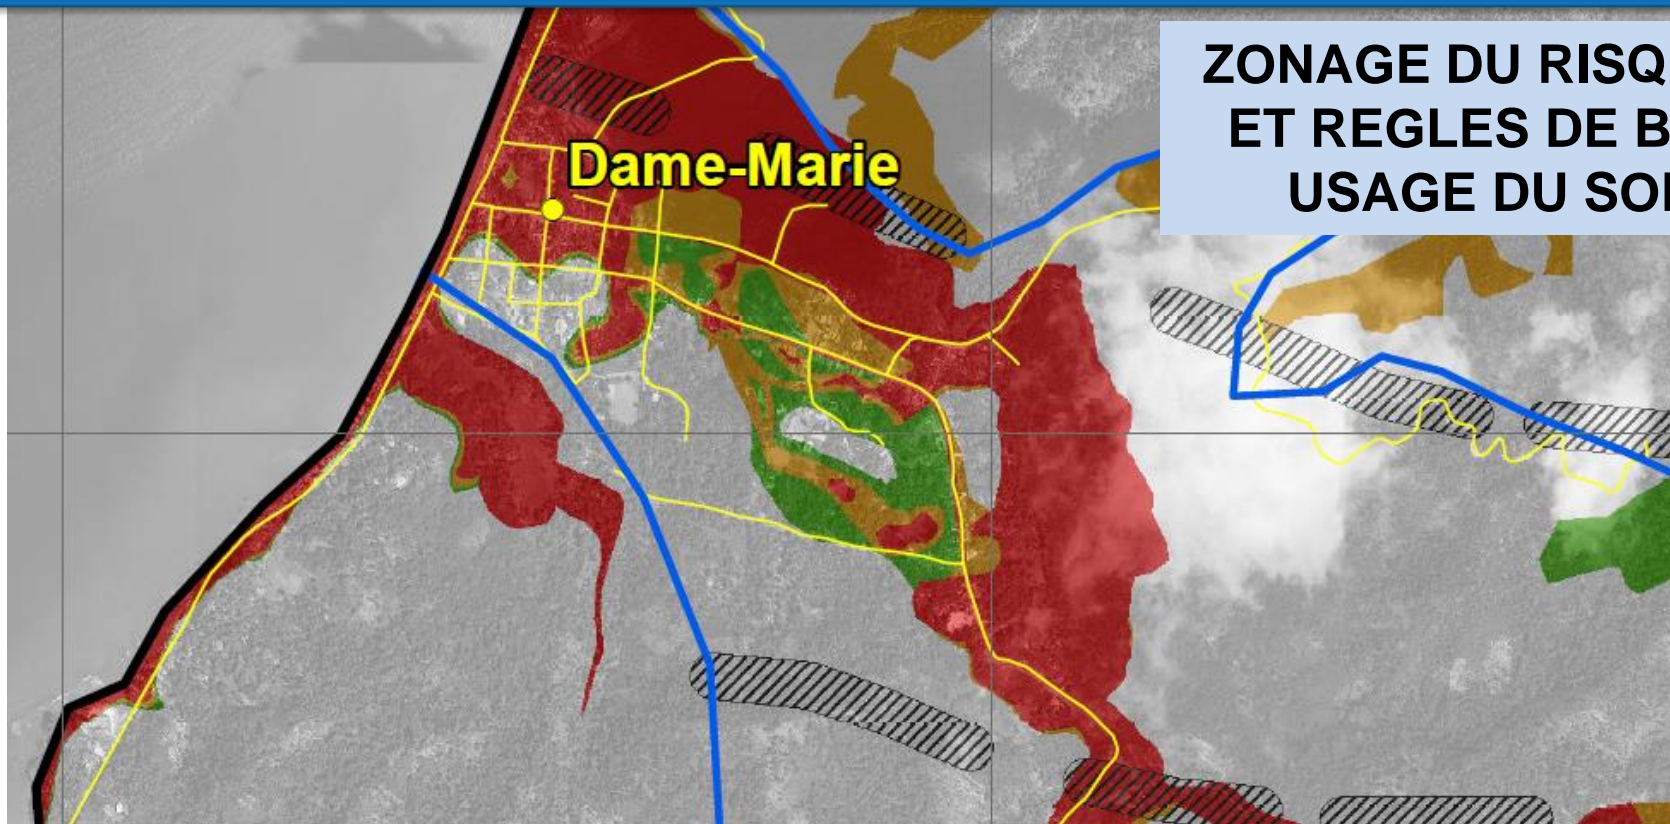 ZONAGE DU RISQ
ET REGLES DE B
USAGE DU SO
Dame-Marie